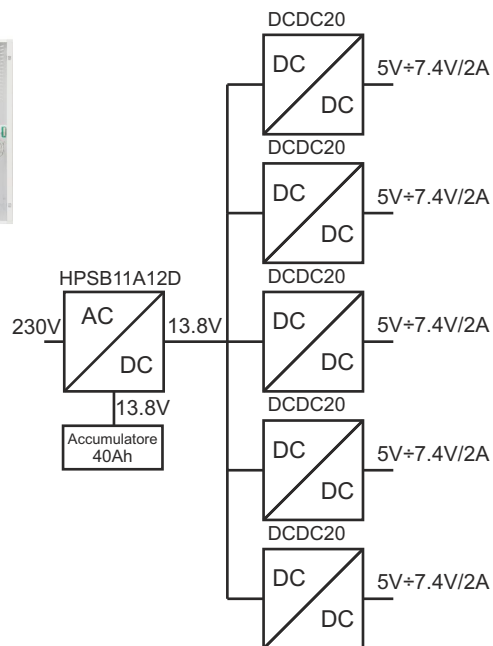 DCDC20
DC
DC
5V÷7.4V/2A
DCDC20
DC
DC
5V÷7.4V/2A
HPSB11A12D
230V
AC
DC
13.8V
13.8V
Accumulatore
40Ah
DCDC20
DC
DC
5V÷7.4V/2A
DCDC20
DC
DC
5V÷7.4V/2A
DCDC20
DC
DC
5V÷7.4V/2A